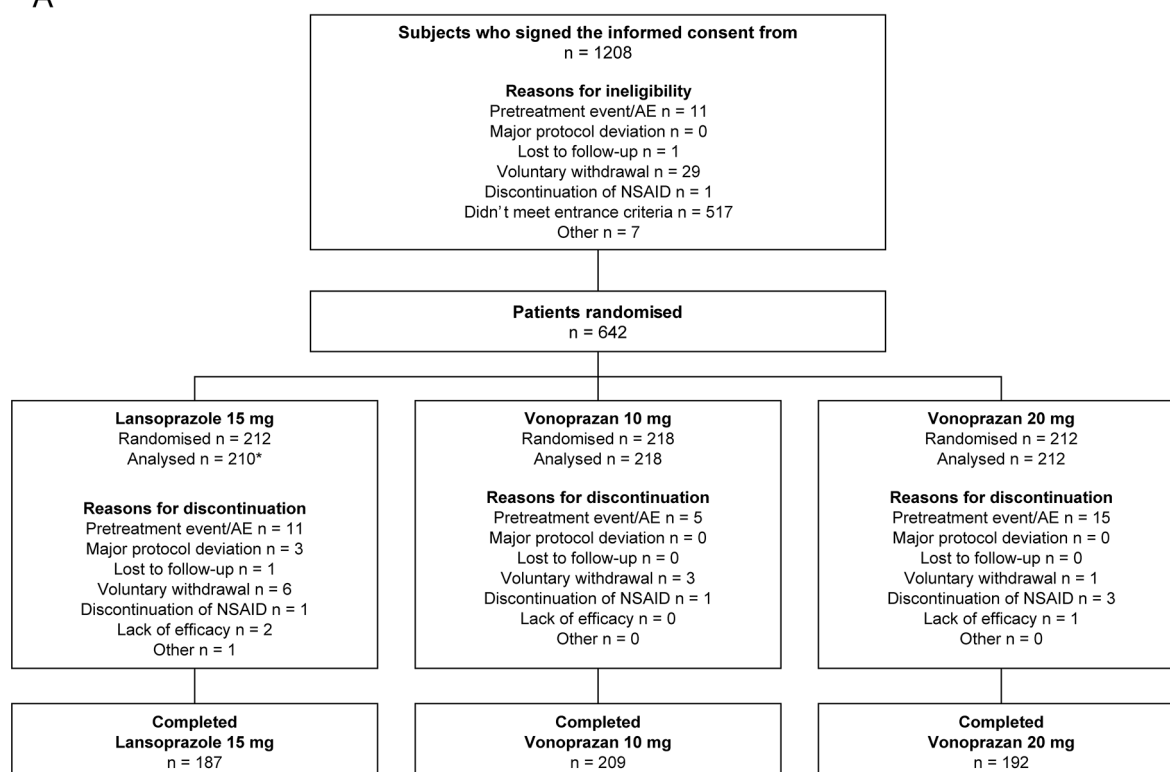 A
Subjects who signed the informed consent from
n = 1208
Reasons for ineligibility
Pretreatment event/AE n = 11
Major protocol deviation n = 0
Lost to follow-up n = 1
Voluntary withdrawal n = 29
Discontinuation of NSAID n = 1
Didn't meet entrance criteria n = 517
Other n = 7
Patients randomised
n = 642
Lansoprazole 15 mg
Randomised n = 212
Analysed n = 210*
Reasons for discontinuation
Pretreatment event/AE n = 11
Major protocol deviation n = 3
Lost to follow-up n = 1
Voluntary withdrawal n = 6
Discontinuation of NSAID n = 1
Lack of efficacy n = 2
Other n = 1
Vonoprazan 10 mg
Randomised n = 218
Analysed n = 218
Reasons for discontinuation
Pretreatment event/AE n = 5
Major protocol deviation n = 0
Lost to follow-up n = 0
Voluntary withdrawal n = 3
Discontinuation of NSAID n = 1
Lack of efficacy n = 0
Other n = 0
Vonoprazan 20 mg
Randomised n = 212
Analysed n = 212
Reasons for discontinuation
Pretreatment event/AE n = 15
Major protocol deviation n = 0
Lost to follow-up n = 0
Voluntary withdrawal n = 1
Discontinuation of NSAID n = 3
Lack of efficacy n = 1
Other n = 0
Completed
Lansoprazole 15 mg
n = 187
Completed
Vonoprazan 10 mg
n = 209
Completed
Vonoprazan 20 mg
n = 192